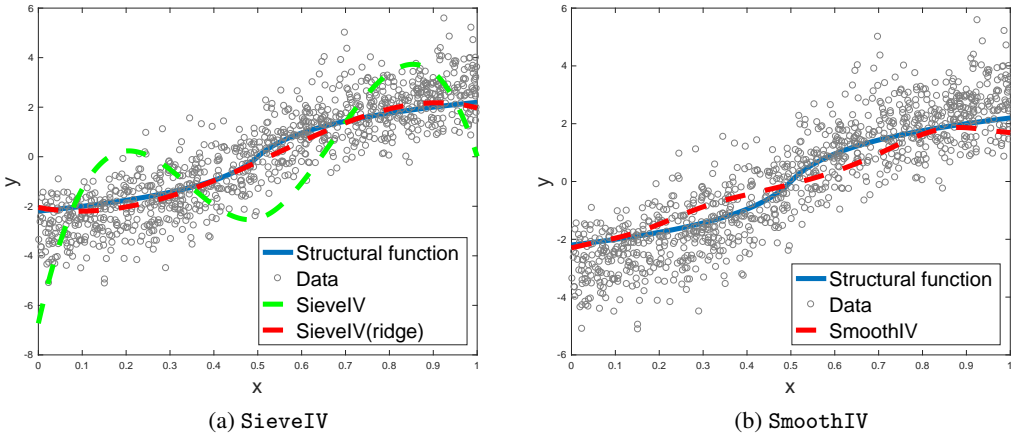 6
4
2
0
-2
-4
-6
-8
y
0 0.1 0.2 0.3 0.4 0.5 0.6 0.7 0.8 0.9 1
x
Structural function
Data
SieveIV
SieveIV(ridge)
(a) SieveIV
6
4
2
0
-2
-4
-6
y
0 0.1 0.2 0.3 0.4 0.5 0.6 0.7 0.8 0.9 1
x
Structural function
Data
SmoothIV
(b) SmoothIV